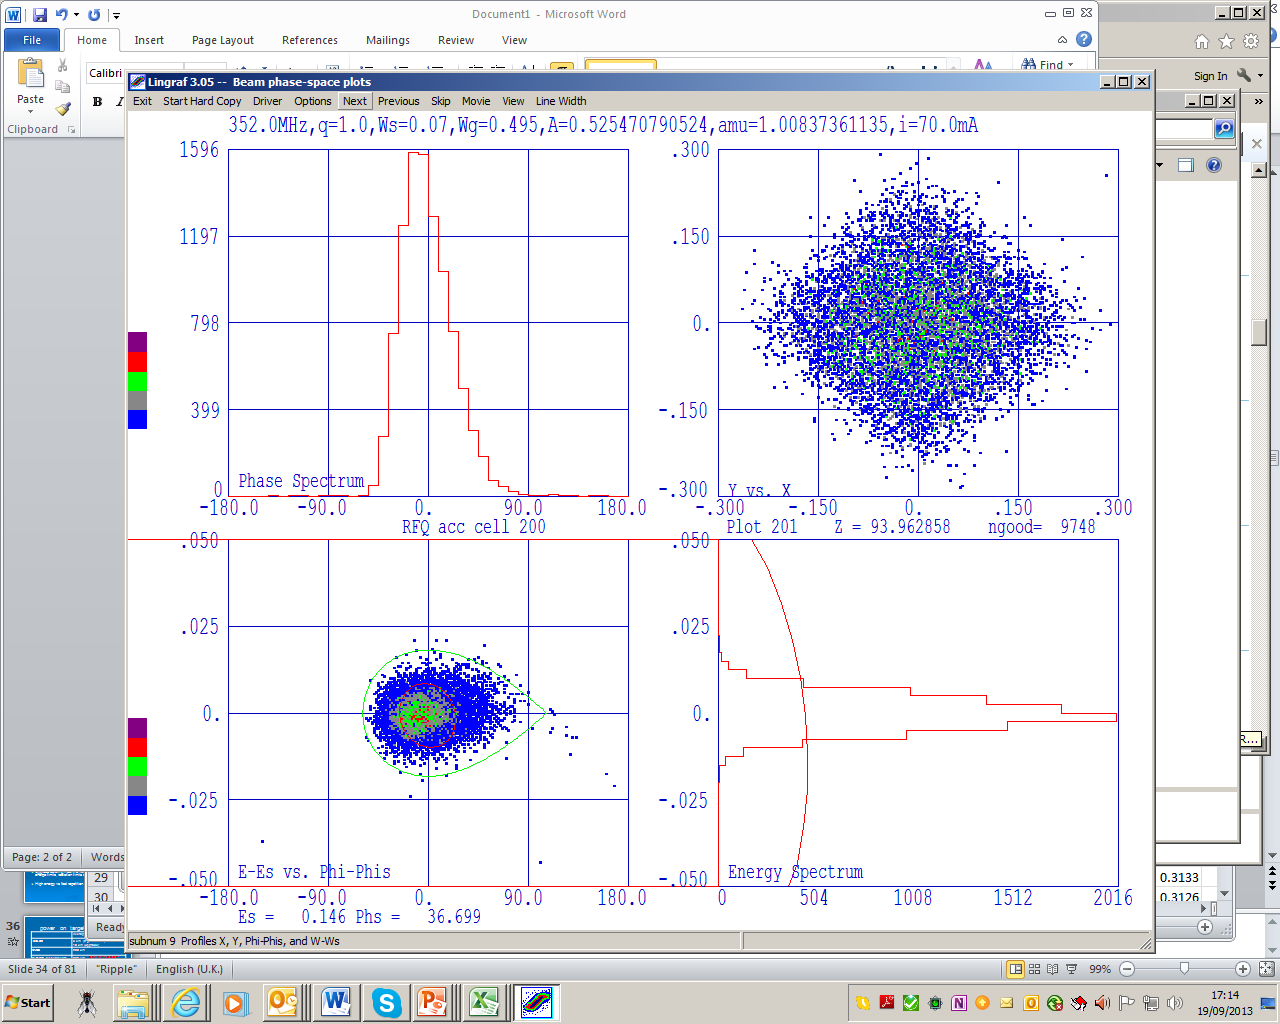 Document1 - Microsoft Word
File Home Insert Page Layout References Mailings Review View
Paste
Calibri
B I
Find
Clipboard
Sign In
Lingraf 3.05 -- Beam phase-space plots
Exit Start Hard Copy Driver Options Next Previous Skip Movie View Line Width
352.0MHz,q=1.0,Ws=0.07,Wg=0.495,A=0.525470790524,amu=1.00837361135,i=70.0mA
1596
1197
798
399
0
Phase Spectrum
-180.0 -90.0 0. 90.0 180.0
RFQ acc cell 200
.300
.150
0.
-.150
-.300
Y vs. X
-.300 -.150 0. .150 .300
Plot 201 Z = 93.962858 ngood= 9748
.050
.025
0.
-.025
-.050
E-Es vs. Phi-Phis
-180.0 -90.0 0. 90.0 180.0
Es = 0.146 Phs = 36.699
.050
.025
0.
-.025
-.050
Energy Spectrum
0 504 1008 1512 2016
subnum 9 Profiles X, Y, Phi-Phis, and W-Ws
R...
Page: 2 of 2 Words
29
30
Ready
0.3133
0.3126
36
power on target
Slide 34 of 81 "Ripple" English (U.K.)
99%
Start
17:14
19/09/2013